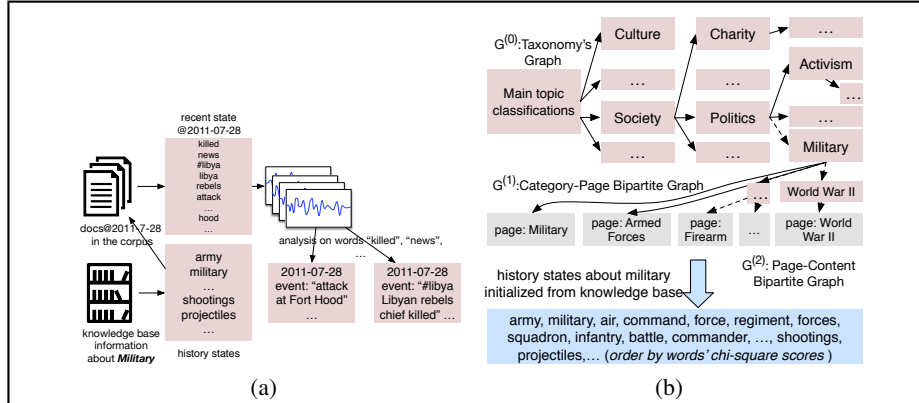 recent state
@2011-07-28
killed
news
#libya
libya
rebels
attack
...
hood
...
docs@2011-7-28
in the corpus
analysis on words “killed”, “news”,
...
army
military
...
shootings
projectiles
...
2011-07-28
event: “attack
at Fort Hood”
...
2011-07-28
event: “#libya
Libyan rebels
chief killed” ...
knowledge base
information
about Military
history states
(a)
G(0):Taxonomy's
Graph
Main topic
classifications
Culture
...
Society
...
Charity
...
Politics
...
...
Activism
...
...
Military
G(1):Category-Page Bipartite Graph
...
World War II
page: Military
page: Armed
Forces
page:
Firearm
...
page: World
War II
G(2): Page-Content
Bipartite Graph
history states about military
initialized from knowledge base
army, military, air, command, force, regiment, forces,
squadron, infantry, battle, commander, ..., shootings,
projectiles,... (order by words' chi-square scores )
(b)